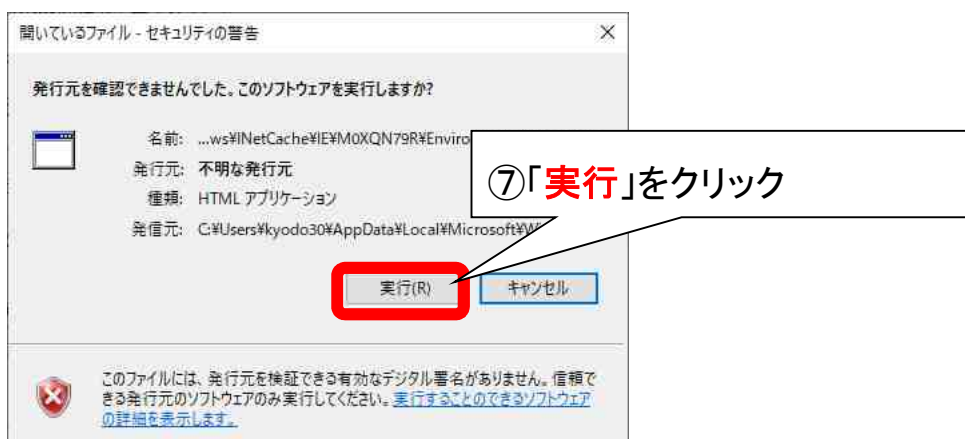 開いているファイル - セキュリティの警告
発行元を確認できませんでした。このソフトウェアを実行しますか?
名前: ...ws¥INetCache¥IE¥M0XQN79R¥Enviro
発行元: 不明な発行元
種類: HTML アプリケーション
発信元: C:¥Users¥kyodo30¥AppData¥Local¥Microsoft¥W
⑦「実行」をクリック
実行(R) キャンセル
このファイルには、発行元を検証できる有効なデジタル署名がありません。信頼で
きる発行元のソフトウェアのみ実行してください。実行することのできるソフトウェア
の詳細を表示します。